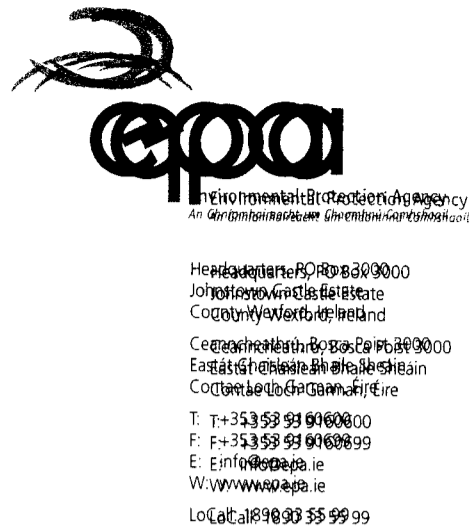 epa
Environmental Protection Agency
An Ghníomhaireacht um Chaomhnú Comhshaoil
Headquarters, PO Box 3000
Johnstown Castle Estate
County Wexford, Ireland
Ceanncheathrú, Bosca Poist 3000
Eastát Chaisleán Bhaile Sheáin
Contae Loch Garman, Éire
T: +353 53 9160600
F: +353 53 9160699
E: info@epa.ie
W: www.epa.ie
LoCall: 1890 33 55 99